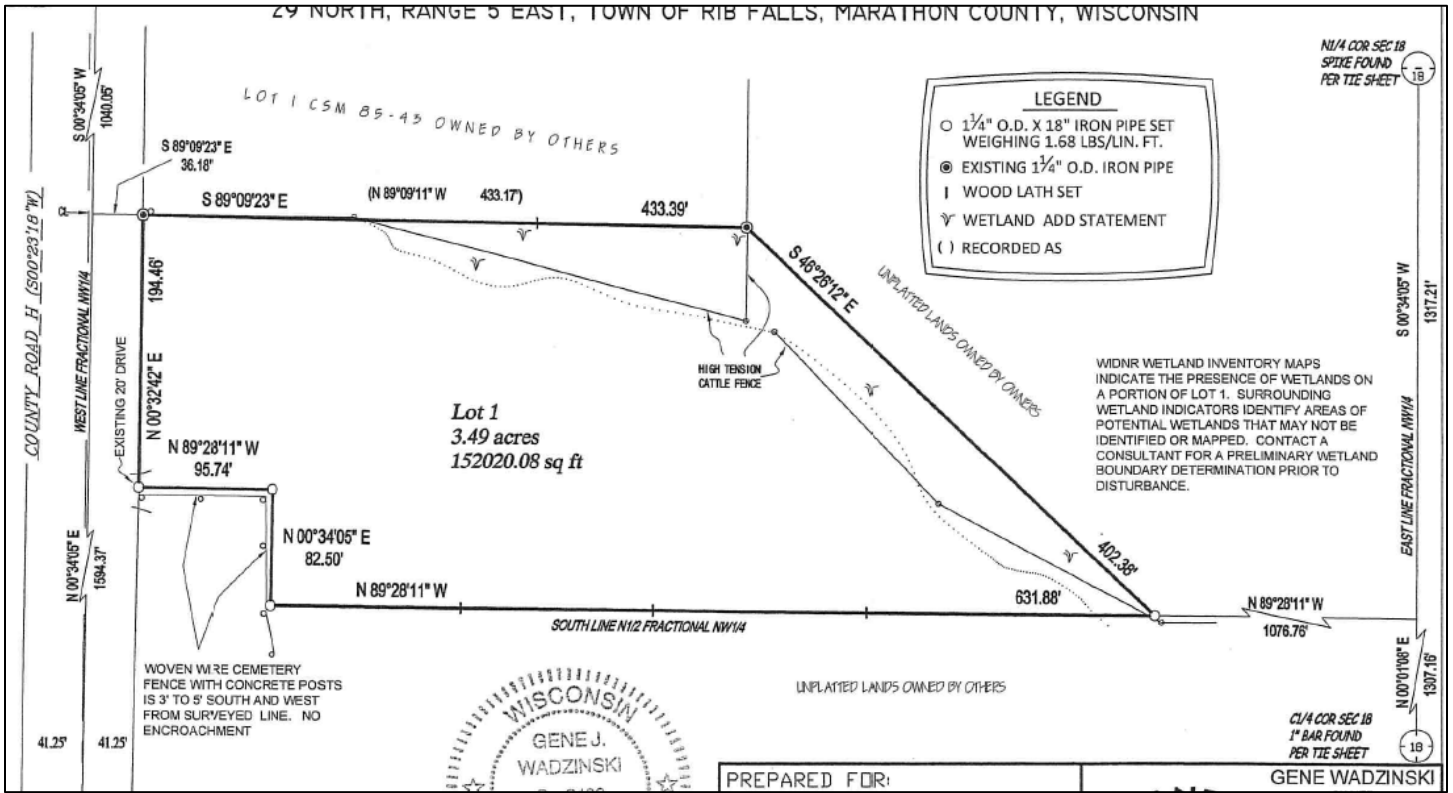 29 NORTH, RANGE 5 EAST, TOWN OF RIB FALLS, MARATHON COUNTY, WISCONSIN
N1/4 COR SEC 18
SPIKE FOUND
PER TIE SHEET
18
S 00°34'05" W
1040.05'
LOT 1 CSM 85-43 OWNED BY OTHERS
LEGEND
1¼" O.D. X 18" IRON PIPE SET
WEIGHING 1.68 LBS/LIN. FT.
EXISTING 1¼" O.D. IRON PIPE
WOOD LATH SET
WETLAND ADD STATEMENT
( ) RECORDED AS
S 89°09'23" E
36.18'
S 89°09'23" E
(N 89°09'11" W 433.17')
433.39'
COUNTY ROAD H (S00°23'18"W)
WEST LINE FRACTIONAL NW1/4
194.46'
N 00°32'42" E
EXISTING 20' DRIVE
S 46°26'12" E
402.38'
UNPLATTED LANDS OWNED BY OWNERS
S 00°34'05" W
1317.21'
EAST LINE FRACTIONAL NW1/4
HIGH TENSION
CATTLE FENCE
WIDNR WETLAND INVENTORY MAPS
INDICATE THE PRESENCE OF WETLANDS ON
A PORTION OF LOT 1. SURROUNDING
WETLAND INDICATORS IDENTIFY AREAS OF
POTENTIAL WETLANDS THAT MAY NOT BE
IDENTIFIED OR MAPPED. CONTACT A
CONSULTANT FOR A PRELIMINARY WETLAND
BOUNDARY DETERMINATION PRIOR TO
DISTURBANCE.
Lot 1
3.49 acres
152020.08 sq ft
N 89°28'11" W
95.74'
N 00°34'05" E
82.50'
N 00°34'05" E
1594.37'
N 89°28'11" W
631.88'
SOUTH LINE N1/2 FRACTIONAL NW1/4
N 89°28'11" W
1076.76'
N 00°01'08" E
1307.16'
WOVEN WIRE CEMETERY
FENCE WITH CONCRETE POSTS
IS 3' TO 5' SOUTH AND WEST
FROM SURVEYED LINE. NO
ENCROACHMENT
UNPLATTED LANDS OWNED BY OTHERS
41.25'
41.25'
C1/4 COR SEC 18
1" BAR FOUND
PER TIE SHEET
18
WISCONSIN
GENE J.
WADZINSKI
PREPARED FOR:
GENE WADZINSKI